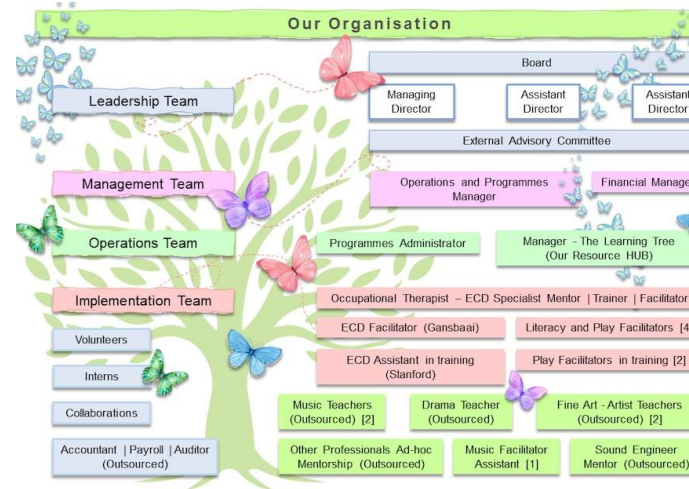 Our Organisation
Board
Leadership Team
Managing
Director
Assistant
Director
Assistant
Director
External Advisory Committee
Management Team
Operations and Programmes
Manager
Financial Manage
Operations Team
Programmes Administrator
Manager - The Learning Tree
(Our Resource HUB)
Implementation Team
Occupational Therapist – ECD Specialist Mentor | Trainer | Facilitator
ECD Facilitator (Gansbaai)
Literacy and Play Facilitators [4
Volunteers
ECD Assistant in training
(Stanford)
Play Facilitators in training [2]
Interns
Collaborations
Music Teachers
(Outsourced) [2]
Drama Teacher
(Outsourced)
Fine Art - Artist Teachers
(Outsourced) [2]
Accountant | Payroll | Auditor
(Outsourced)
Other Professionals Ad-hoc
Mentorship (Outsourced)
Music Facilitator
Assistant [1]
Sound Engineer
Mentor (Outsourced)